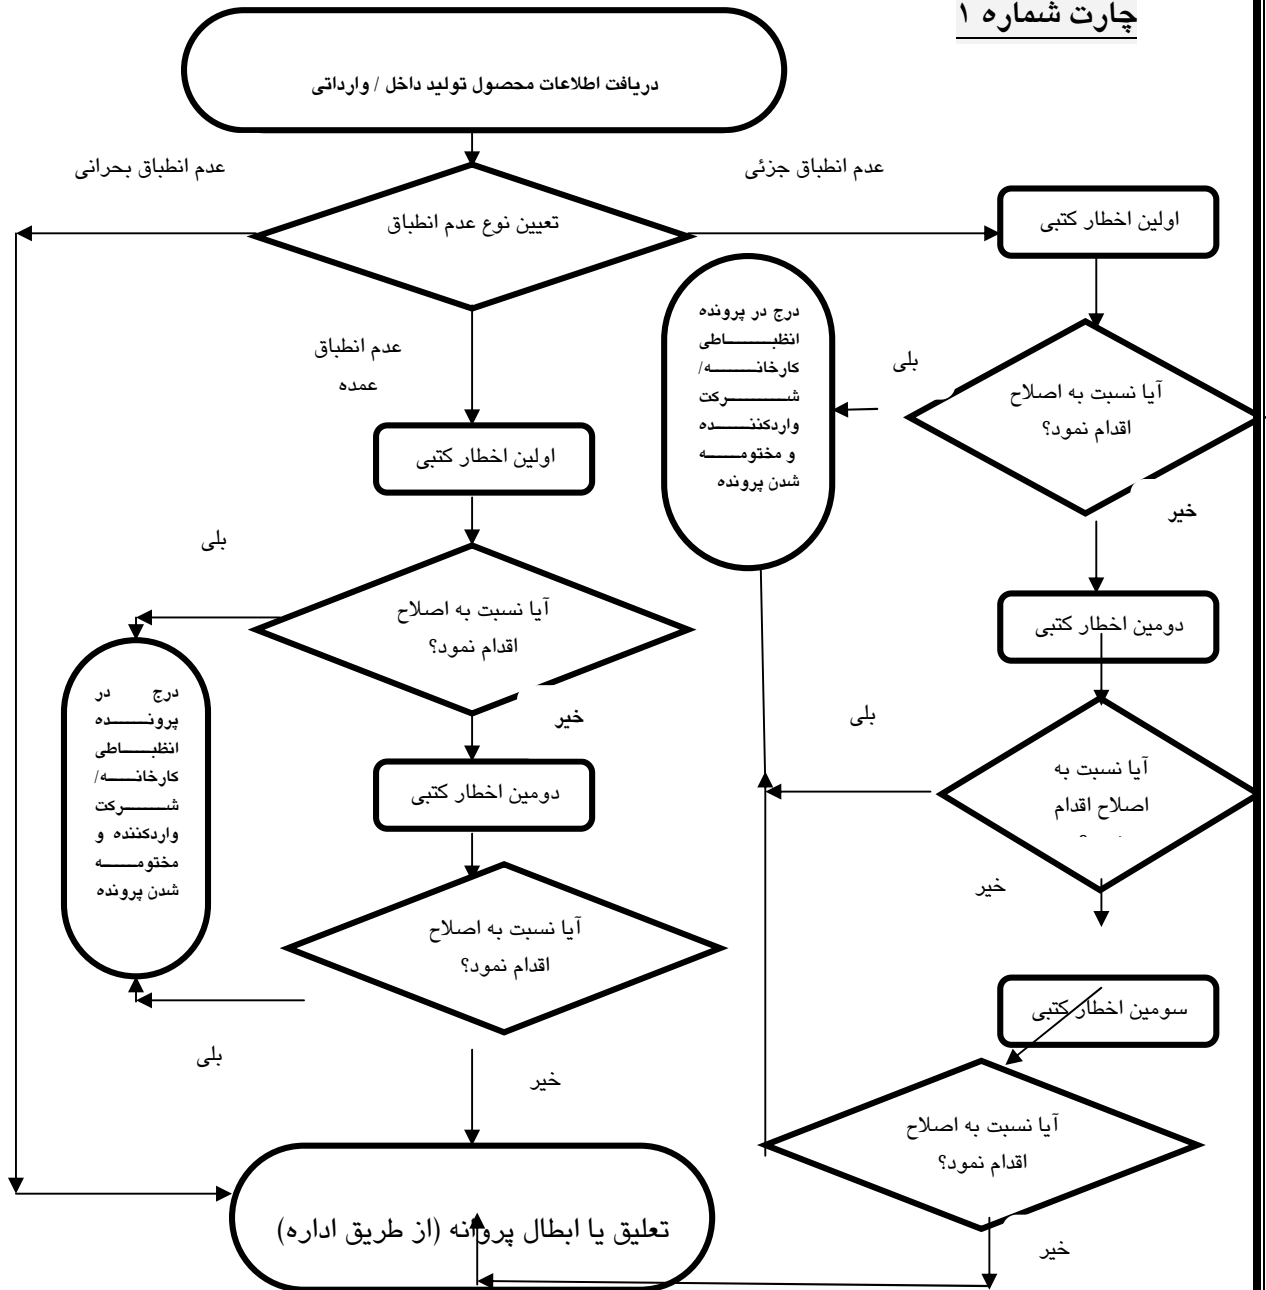 چارت شماره ۱
دریافت اطلاعات محصول تولید داخل / وارداتی
عدم انطباق جزئی
عدم انطباق بحرانی
تعیین نوع عدم انطباق
اولین اخطار کتبی
درج در پرونده
انظباطی
کارخانه/
شرکت
واردکننده
و مختومه
شدن پرونده
عدم انطباق
عمده
بلی
آیا نسبت به اصلاح
اقدام نمود؟
اولین اخطار کتبی
خیر
بلی
آیا نسبت به اصلاح
اقدام نمود؟
دومین اخطار کتبی
درج در
پرونده
انظباطی
کارخانه/
شرکت
واردکننده و
مختومه
شدن پرونده
خیر
بلی
آیا نسبت به
اصلاح اقدام
دومین اخطار کتبی
خیر
آیا نسبت به اصلاح
اقدام نمود؟
سومین اخطار کتبی
بلی
خیر
آیا نسبت به اصلاح
اقدام نمود؟
تعلیق یا ابطال پروانه (از طریق اداره)
خیر